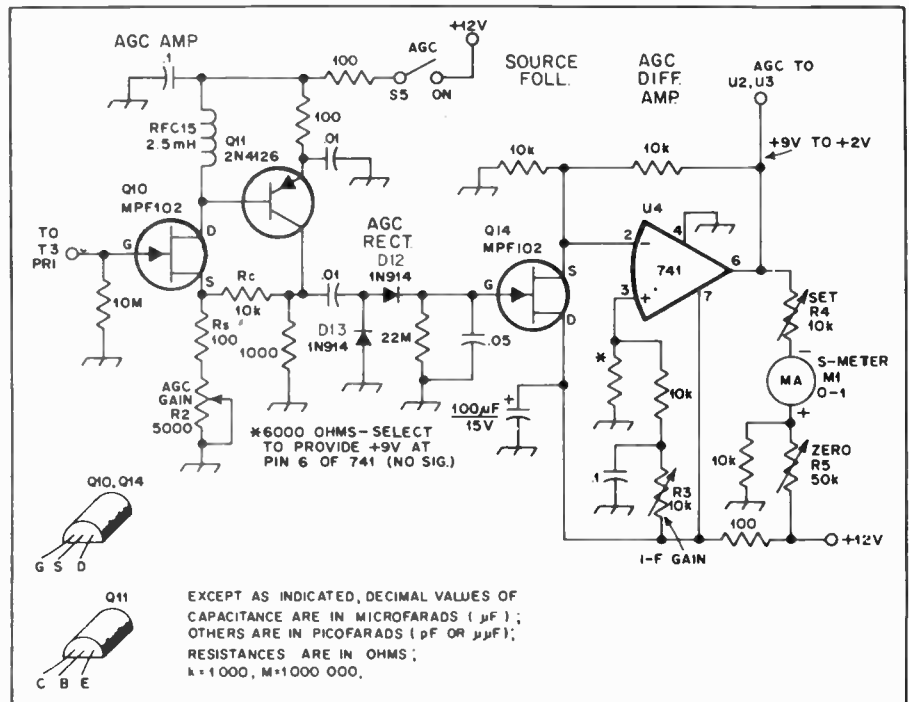 AGC AMP
.1
100
AGC
S5
ON
+12V
SOURCE
FOLL.
AGC
DIFF.
AMP.
AGC TO
U2, U3
+9V TO +2V
RFC15
2.5mH
Q11
2N4126
100
.01
10k
10k
Q10
MPF102
TO
T3
PRI
G
D
S
10M
Rc
10k
Rs
100
1000
AGC
GAIN
R2
5000
.01
AGC
RECT.
D12
1N914
D13
1N914
22M
.05
Q14
MPF102
G
S
D
U4
741
2
−
3
+
4
6
7
SET
R4
10k
S-METER
M1
0-1
−
MA
+
*
10k
100µF
15V
+
.1
R3
10k
I-F GAIN
10k
ZERO
R5
50k
100
+12V
*6000 OHMS-SELECT
TO PROVIDE +9V AT
PIN 6 OF 741 (NO SIG.)
Q10, Q14
G S D
Q11
C B E
EXCEPT AS INDICATED, DECIMAL VALUES OF
CAPACITANCE ARE IN MICROFARADS ( µF ) ;
OTHERS ARE IN PICOFARADS ( pF OR µµF) ;
RESISTANCES ARE IN OHMS ;
k = 1000, M=1000 000.